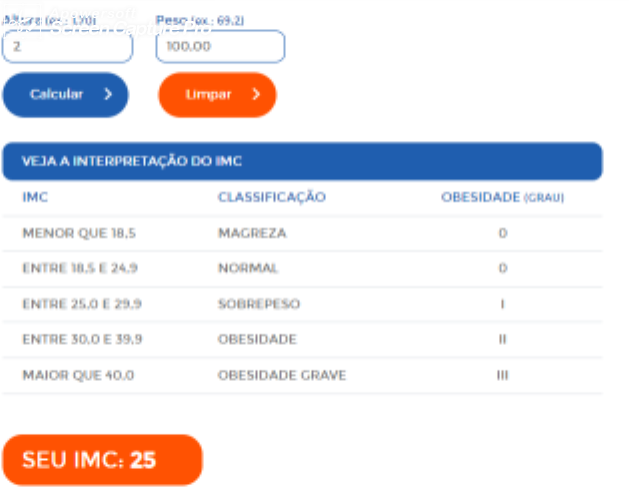 Altura (ex.: 1.70) Peso (ex.: 69.2)
2 100.00
Calcular Limpar
VEJA A INTERPRETAÇÃO DO IMC
IMC CLASSIFICAÇÃO OBESIDADE (GRAU)
MENOR QUE 18,5 MAGREZA 0
ENTRE 18,5 E 24,9 NORMAL 0
ENTRE 25,0 E 29,9 SOBREPESO I
ENTRE 30,0 E 39,9 OBESIDADE II
MAIOR QUE 40,0 OBESIDADE GRAVE III
SEU IMC: 25